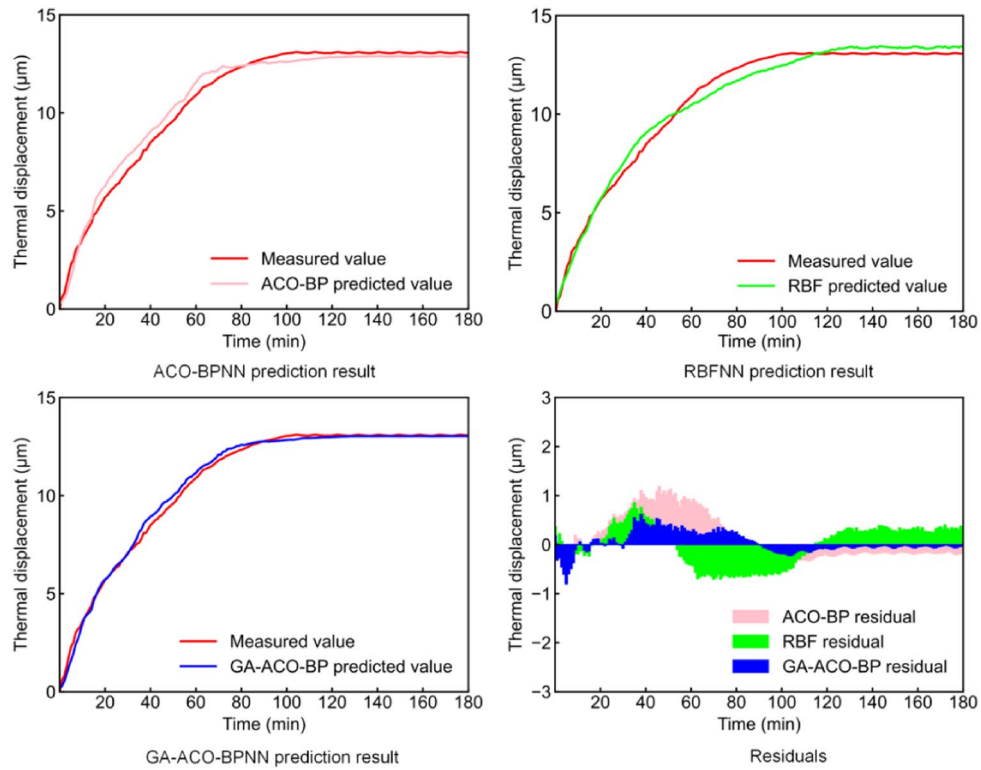 15
10
5
0
Thermal displacement (μm)
Measured value
ACO-BP predicted value
20 40 60 80 100 120 140 160 180
Time (min)
ACO-BPNN prediction result
15
10
5
0
Thermal displacement (μm)
Measured value
RBF predicted value
20 40 60 80 100 120 140 160 180
Time (min)
RBFNN prediction result
15
10
5
0
Thermal displacement (μm)
Measured value
GA-ACO-BP predicted value
20 40 60 80 100 120 140 160 180
Time (min)
GA-ACO-BPNN prediction result
3
2
1
0
−1
−2
−3
Thermal displacement (μm)
ACO-BP residual
RBF residual
GA-ACO-BP residual
20 40 60 80 100 120 140 160 180
Time (min)
Residuals